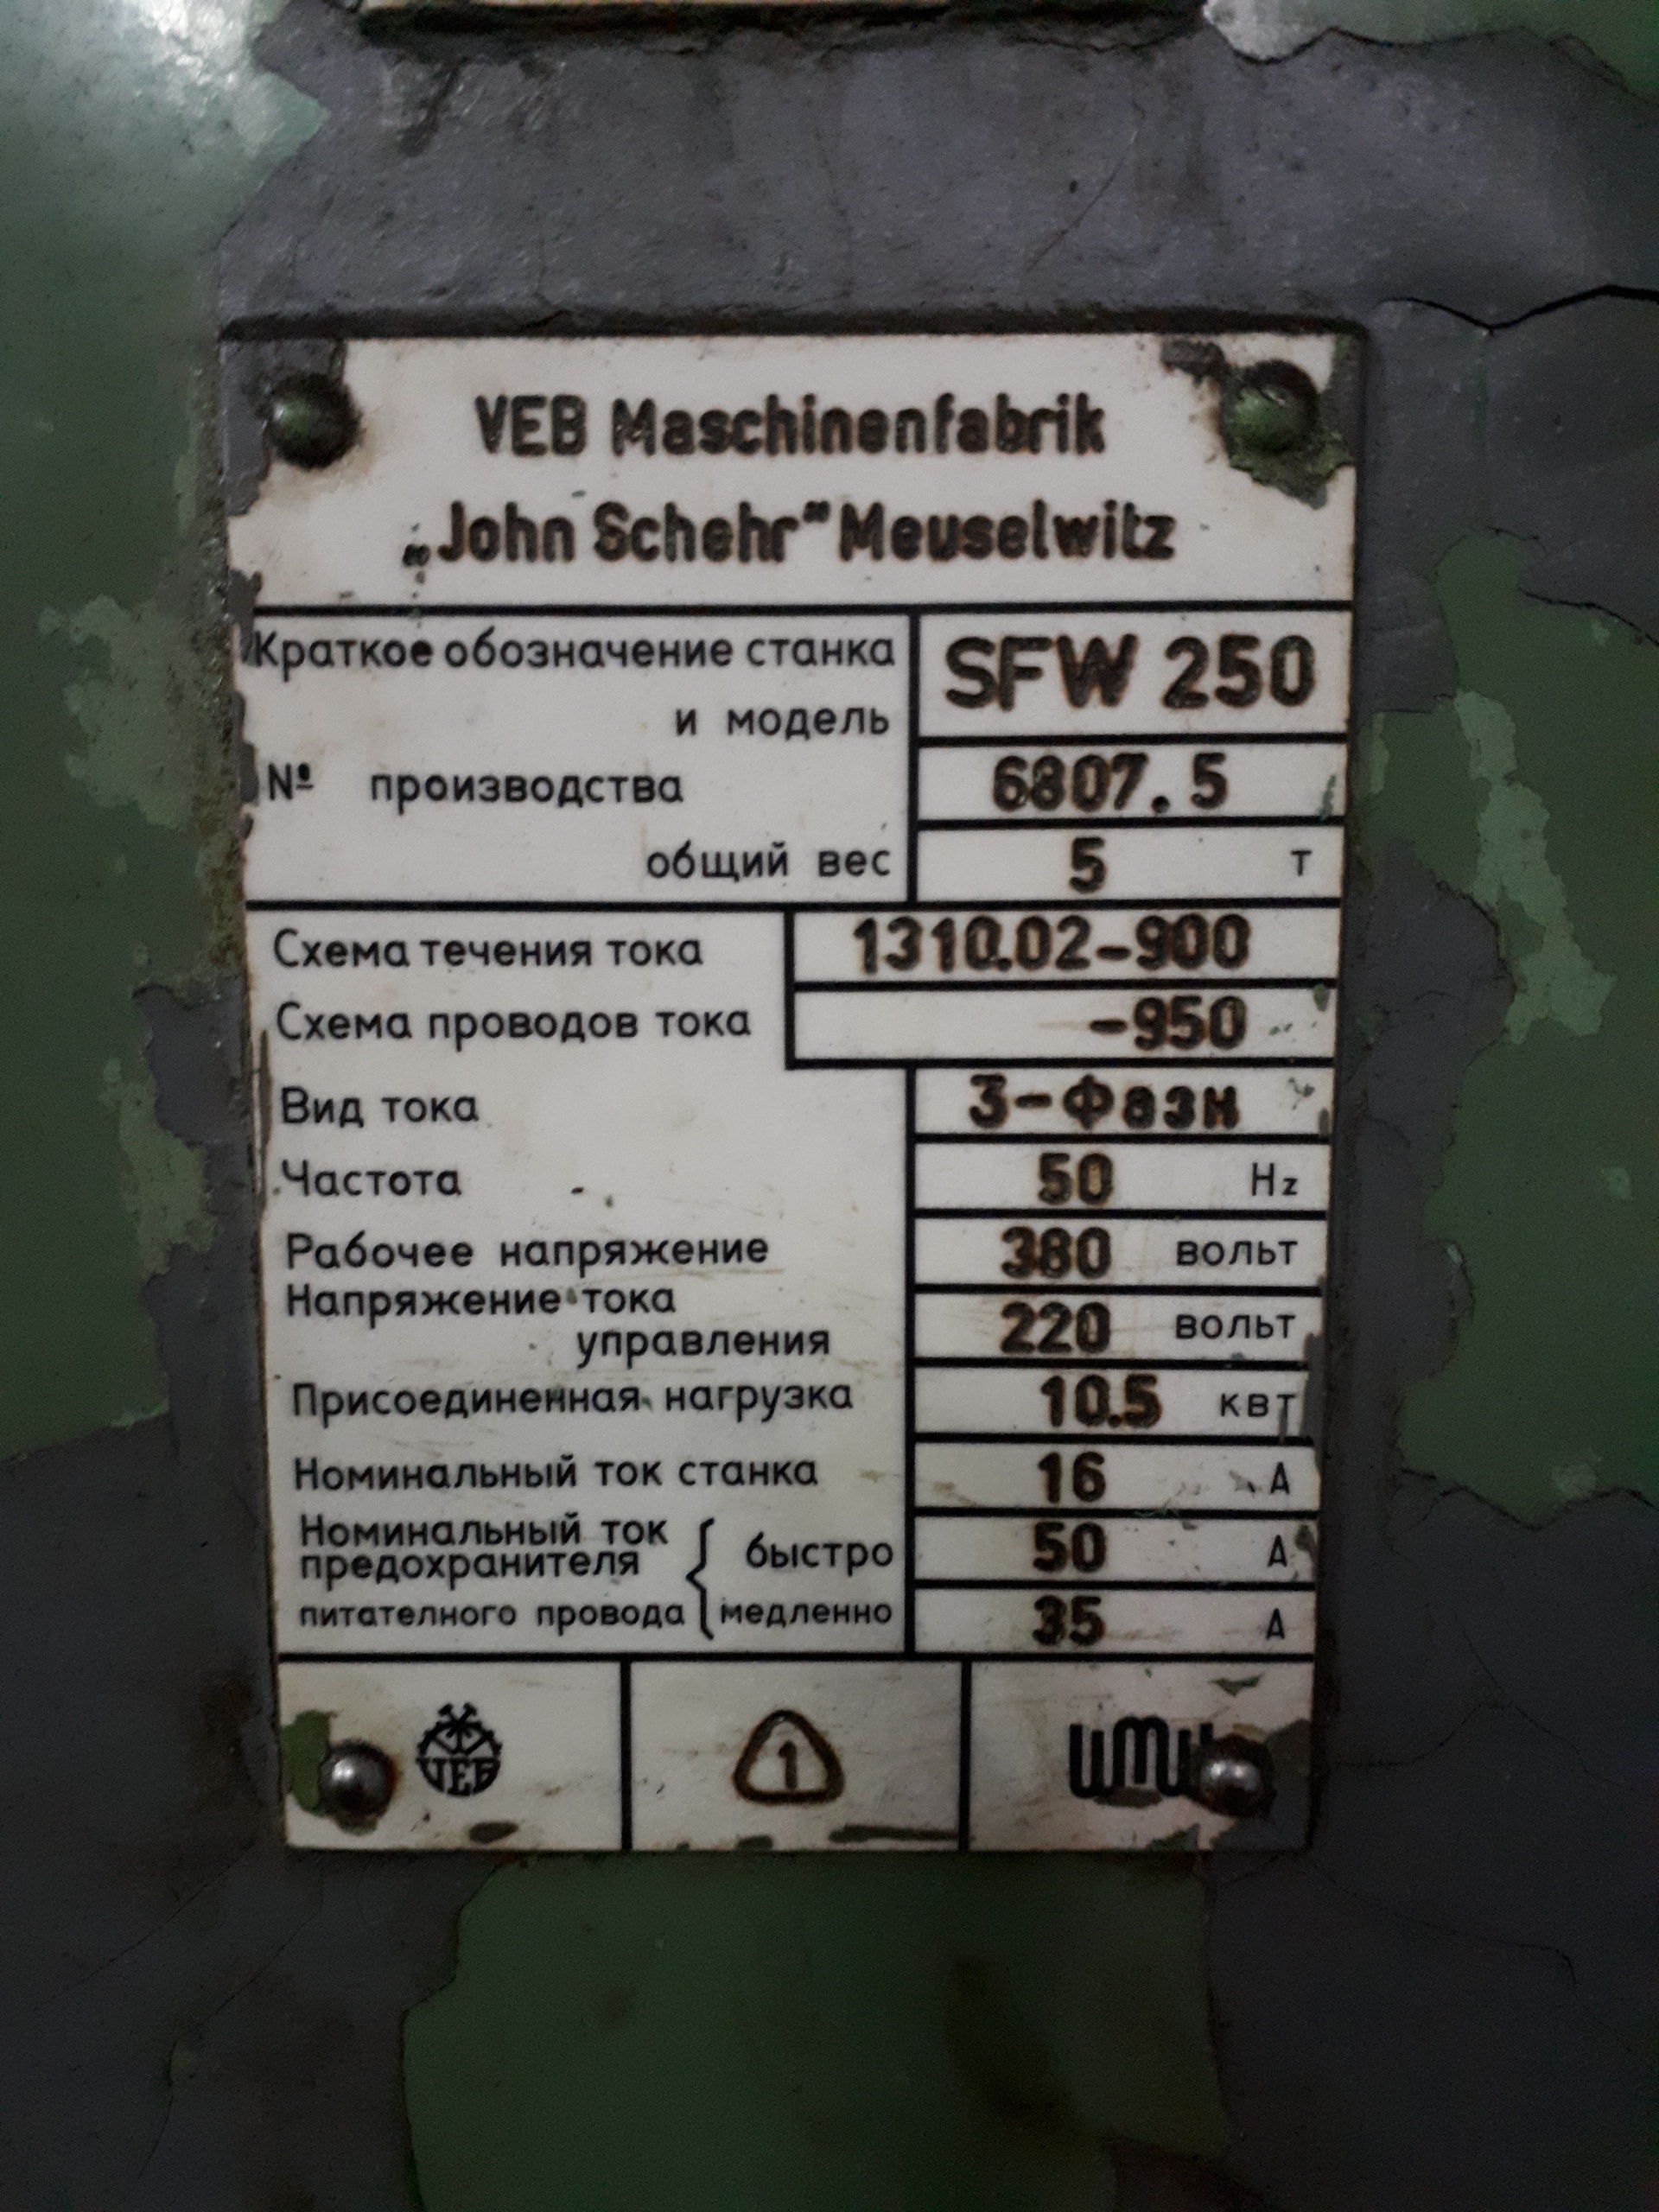 VEB Maschinenfabrik
„John Schehr“ Meuselwitz
Краткое обозначение станка SFW 250
и модель
№ производства 6807.5
общий вес 5 т
Схема течения тока 1310.02-900
Схема проводов тока -950
Вид тока 3-Фазн
Частота 50 Hz
Рабочее напряжение 380 вольт
Напряжение тока
управления 220 вольт
Присоединенная нагрузка 10.5 квт
Номинальный ток станка 16 А
Номинальный ток
предохранителя { быстро 50 А
питателного провода медленно 35 А
VEB 1 WMW